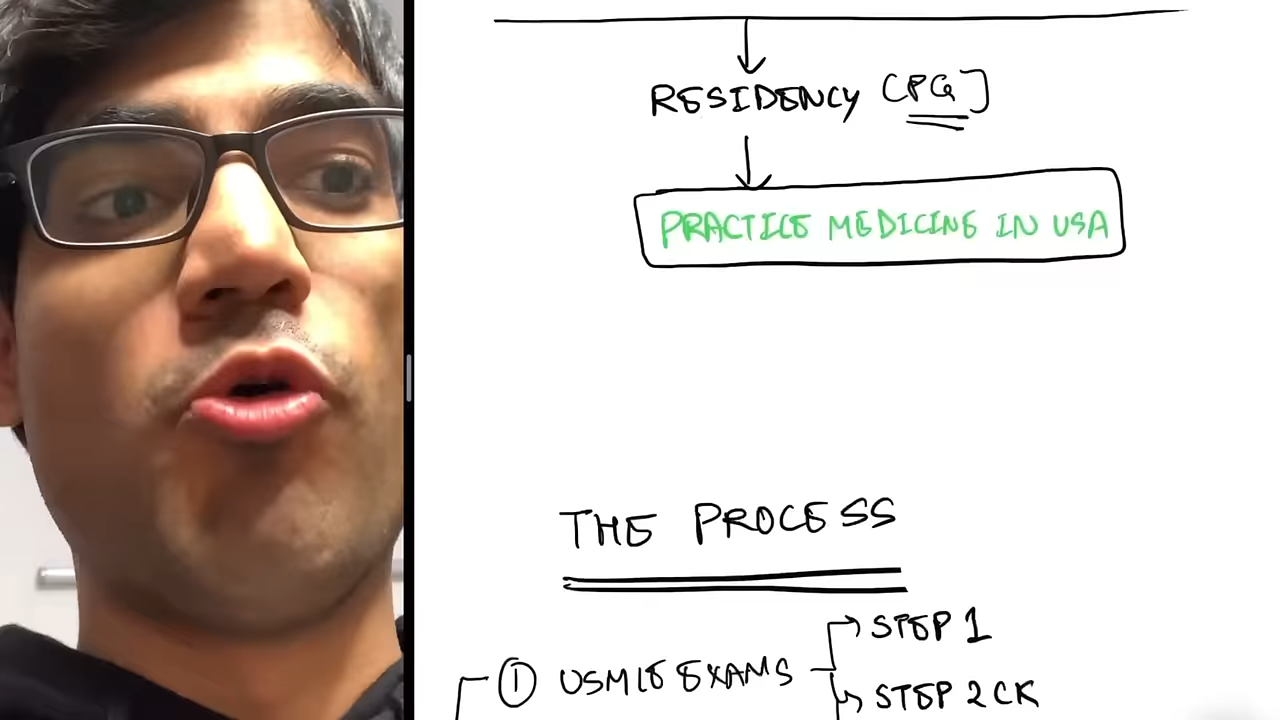 RESIDENCY [PG]
PRACTICE MEDICINE IN USA
THE PROCESS
① USMLE EXAMS
STEP 1
STEP 2 CK